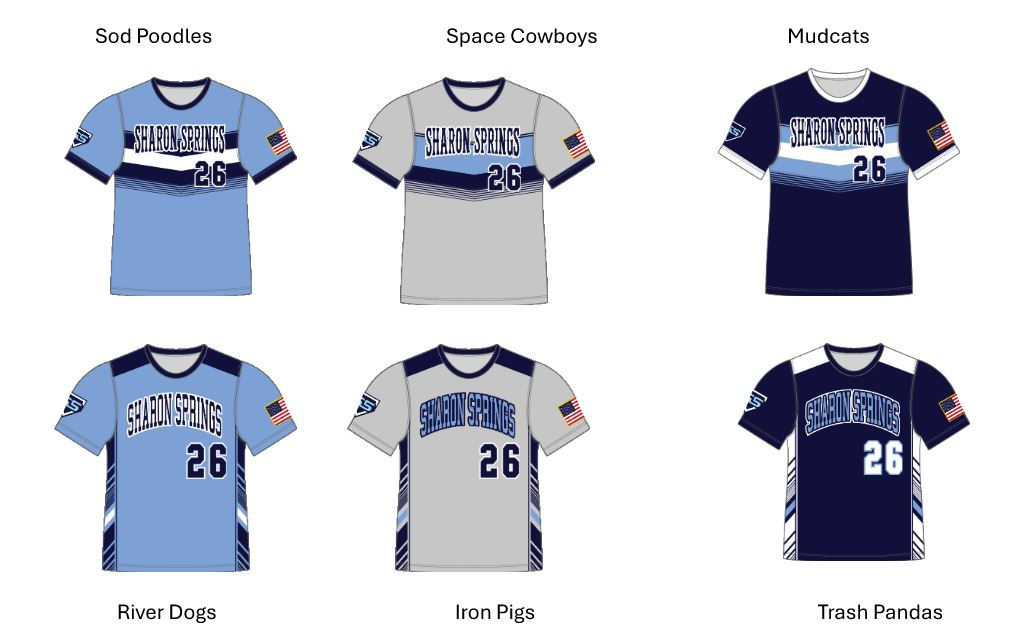 Sod Poodles
Space Cowboys
Mudcats
SHARON SPRINGS
26
SHARON SPRINGS
26
SHARON SPRINGS
26
SHARON SPRINGS
26
SHARON SPRINGS
26
SHARON SPRINGS
26
River Dogs
Iron Pigs
Trash Pandas